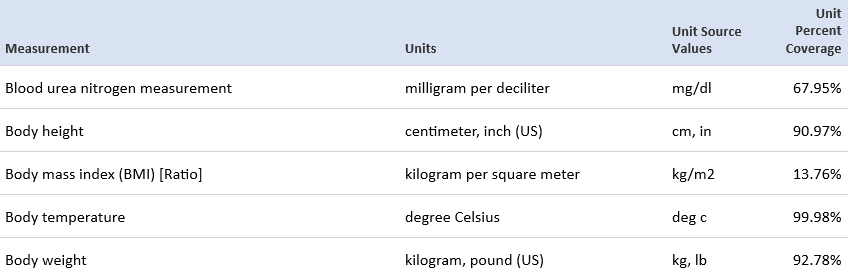 Measurement Units Unit Source Values Unit Percent Coverage
Blood urea nitrogen measurement milligram per deciliter mg/dl 67.95%
Body height centimeter, inch (US) cm, in 90.97%
Body mass index (BMI) [Ratio] kilogram per square meter kg/m2 13.76%
Body temperature degree Celsius deg c 99.98%
Body weight kilogram, pound (US) kg, lb 92.78%